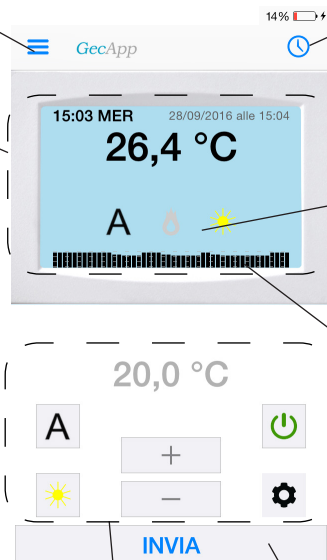 14%
GecApp
15:03 MER 28/09/2016 alle 15:04
26,4 °C
A
20,0 °C
A
+
−
INVIA